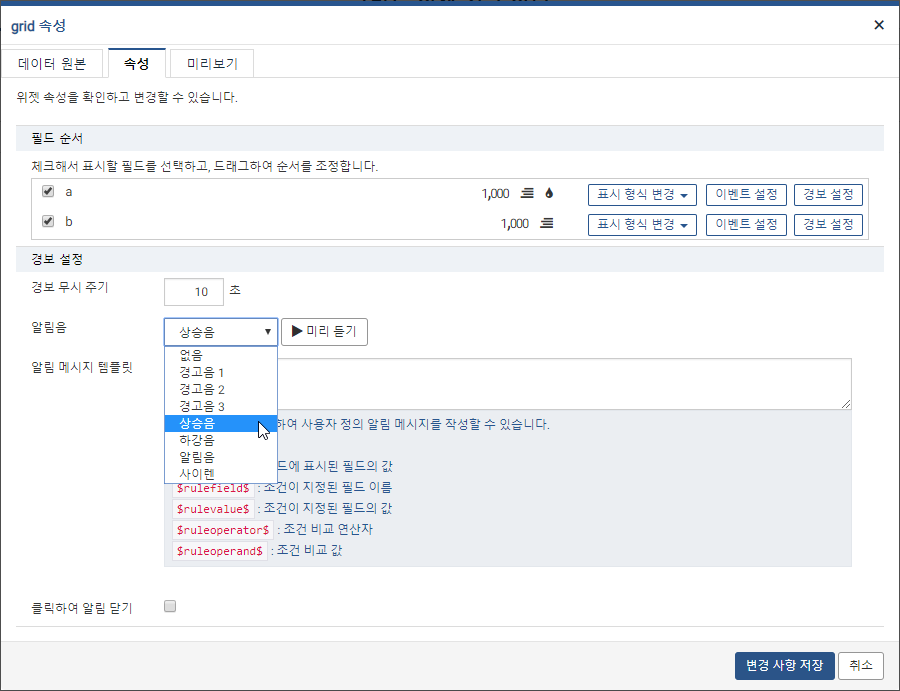 grid 속성
데이터 원본 속성 미리보기
위젯 속성을 확인하고 변경할 수 있습니다.
필드 순서
체크해서 표시할 필드를 선택하고, 드래그하여 순서를 조정합니다.
a 1,000 표시 형식 변경 이벤트 설정 경보 설정
b 1,000 표시 형식 변경 이벤트 설정 경보 설정
경보 설정
경보 무시 주기 10 초
알림음 상승음 미리 듣기
없음
알림 메시지 템플릿
경고음 1
경고음 2
경고음 3
상승음
하여 사용자 정의 알림 메시지를 작성할 수 있습니다.
하강음
알림음
드에 표시된 필드의 값
사이렌
$rulefield$ : 조건이 지정된 필드 이름
$rulevalue$ : 조건이 지정된 필드의 값
$ruleoperator$ : 조건 비교 연산자
$ruleoperand$ : 조건 비교 값
클릭하여 알림 닫기
변경 사항 저장 취소